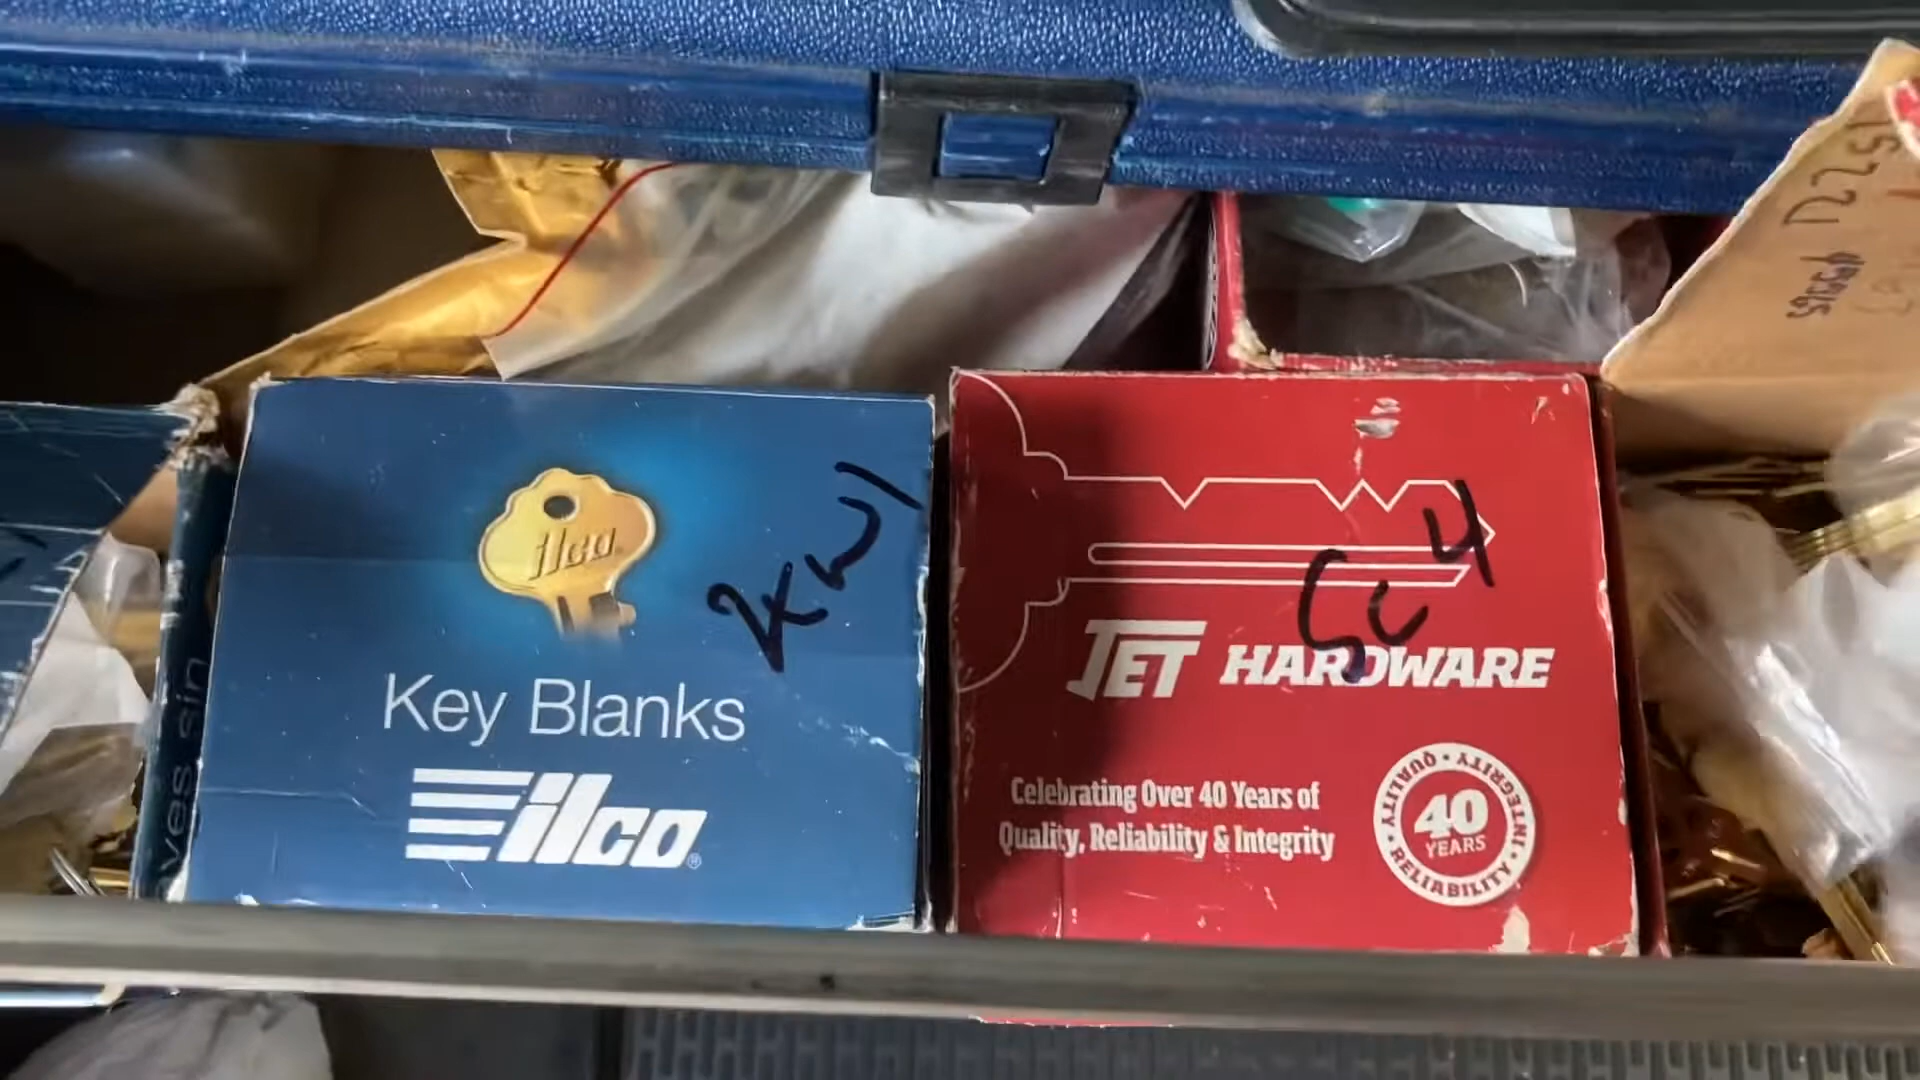 ilco
2KW1
Key Blanks
ilco®
SC4
JET HARDWARE
Celebrating Over 40 Years of
Quality, Reliability & Integrity
QUALITY • INTEGRITY • RELIABILITY •
40
YEARS